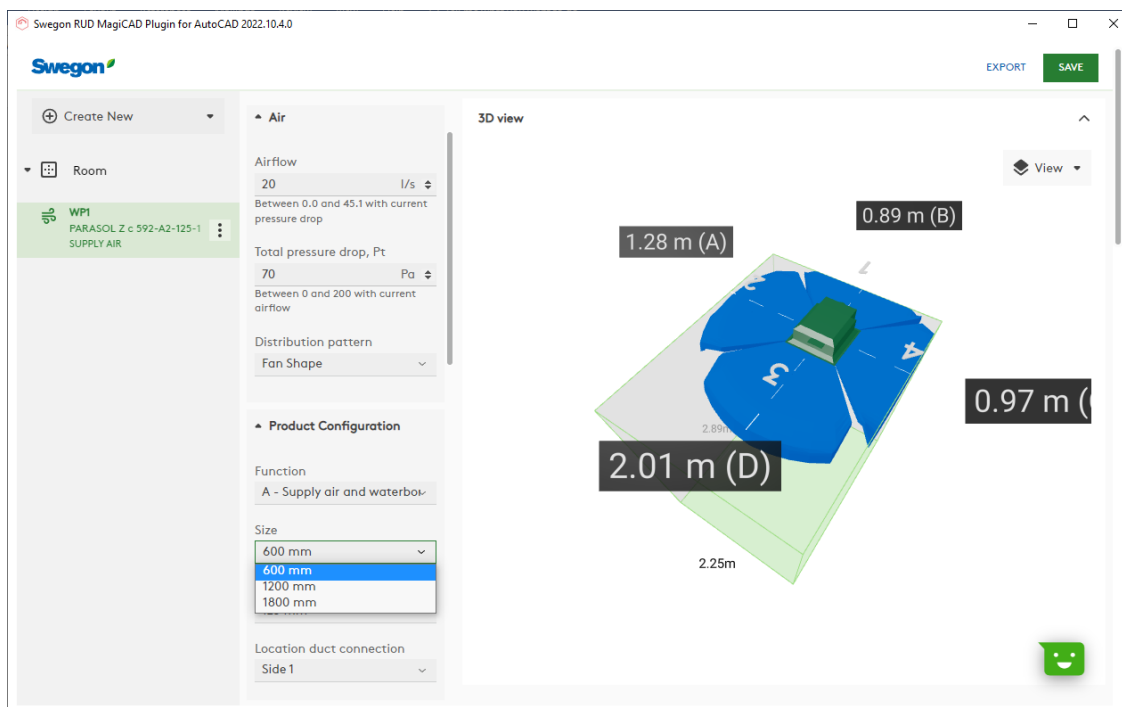 Swegon RUD MagiCAD Plugin for AutoCAD 2022.10.4.0
Swegon
EXPORT
SAVE
Create New
Room
WP1
PARASOL Z c 592-A2-125-1
SUPPLY AIR
Air
Airflow
20 l/s
Between 0.0 and 45.1 with current
pressure drop
Total pressure drop, Pt
70 Pa
Between 0 and 200 with current
airflow
Distribution pattern
Fan Shape
Product Configuration
Function
A - Supply air and waterbo
Size
600 mm
600 mm
1200 mm
1800 mm
Location duct connection
Side 1
3D view
View
0.89 m (B)
1.28 m (A)
1
2
4
3
0.97 m (
2.89m
2.01 m (D)
2.25m